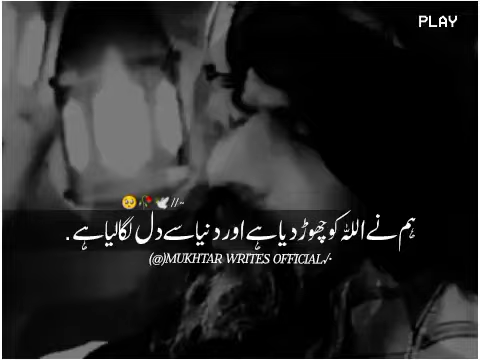 PLAY
🥺🥀🕊️//~
ہم نے اللہ کو چھوڑ دیا ہے اور دنیا سے دل لگا لیا ہے .
(@)MUKHTAR WRITES OFFICIAL√·